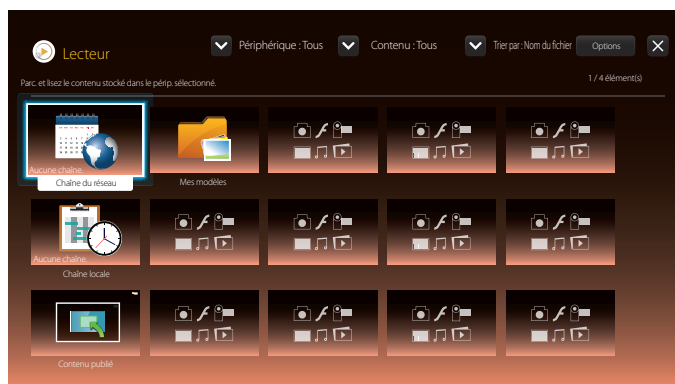 Lecteur
Périphérique : Tous
Contenu : Tous
Trier par : Nom du fichier
Options
Parc. et lisez le contenu stocké dans le périp. sélectionné.
1 / 4 élément(s)
Aucune chaîne.
Chaîne du réseau
Mes modèles
Aucune chaîne.
Chaîne locale
Contenu publié